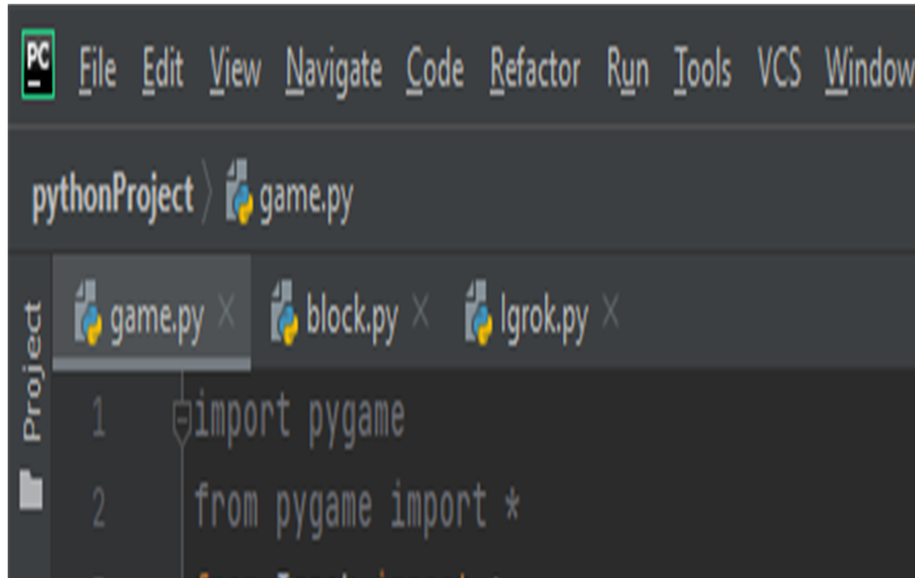 PC File Edit View Navigate Code Refactor Run Tools VCS Window
pythonProject game.py
game.py block.py Igrok.py
Project
1 import pygame
2 from pygame import *